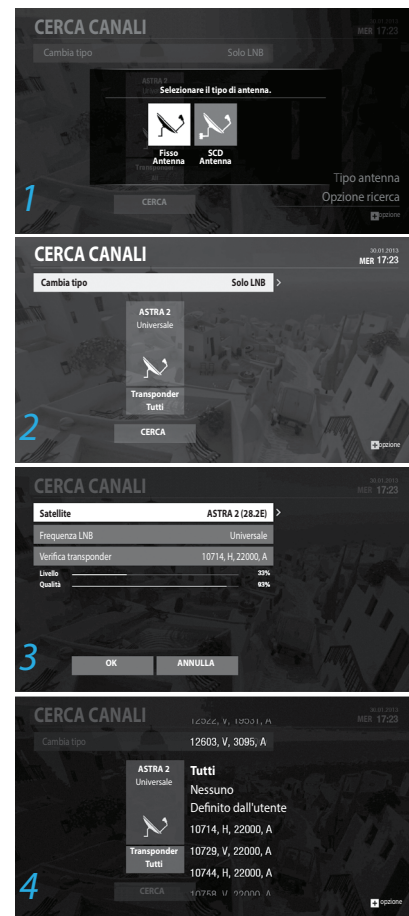 CERCA CANALI
30.01.2013
MER 17:23
Cambia tipo Solo LNB
ASTRA 2
Selezionare il tipo di antenna.
Fisso Antenna
SCD Antenna
Transponder
CERCA
Tipo antenna
Opzione ricerca
+opzione
1
CERCA CANALI
30.01.2013
MER 17:23
Cambia tipo Solo LNB >
ASTRA 2
Universale
Transponder
Tutti
CERCA
+opzione
2
CERCA CANALI
30.01.2013
MER 17:23
Satellite ASTRA 2 (28.2E) >
Frequenza LNB Universale
Verifica transponder 10714, H, 22000, A
Livello 33%
Qualità 93%
OK ANNULLA
3
CERCA CANALI
30.01.2013
MER 17:23
12522, V, 19531, A
Cambia tipo 12603, V, 3095, A
ASTRA 2
Universale
Transponder
Tutti
CERCA
Tutti
Nessuno
Definito dall'utente
10714, H, 22000, A
10729, V, 22000, A
10744, H, 22000, A
10758, V, 22000, A
+ opzione
4